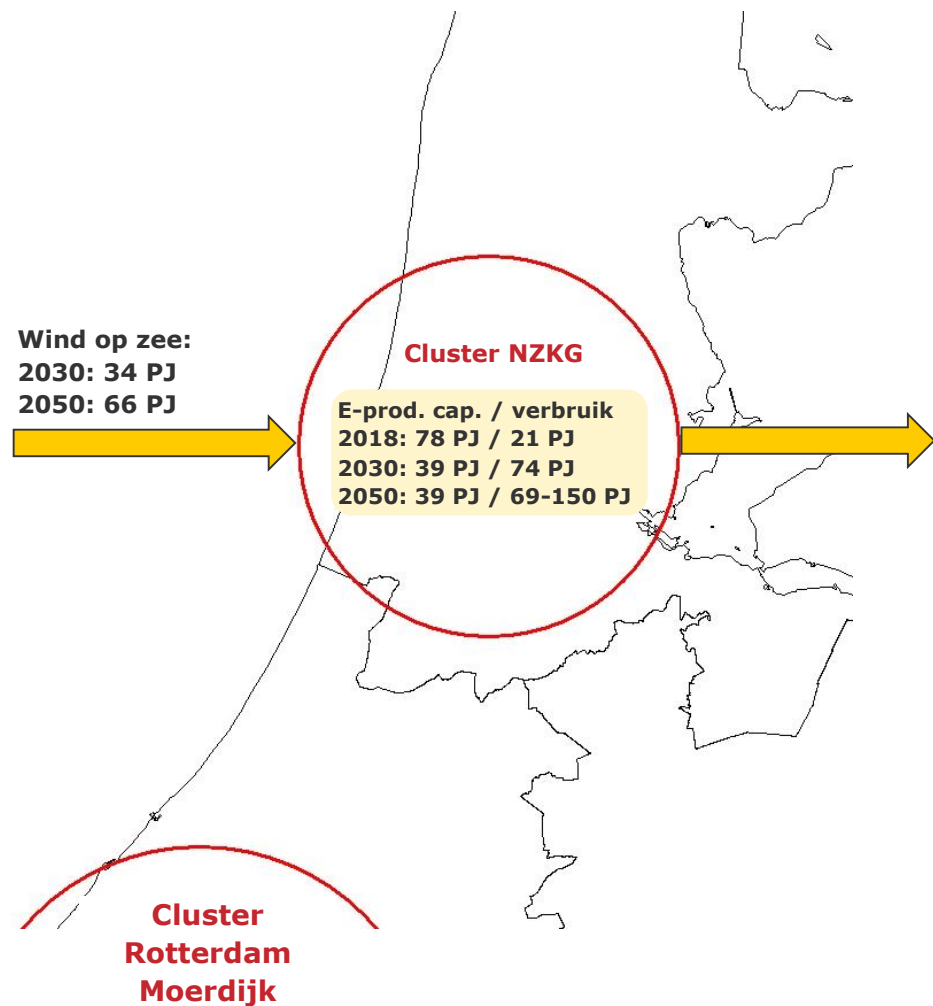 Wind op zee:
2030: 34 PJ
2050: 66 PJ
Cluster NZKG
E-prod. cap. / verbruik
2018: 78 PJ / 21 PJ
2030: 39 PJ / 74 PJ
2050: 39 PJ / 69-150 PJ
Cluster
Rotterdam
Moerdijk